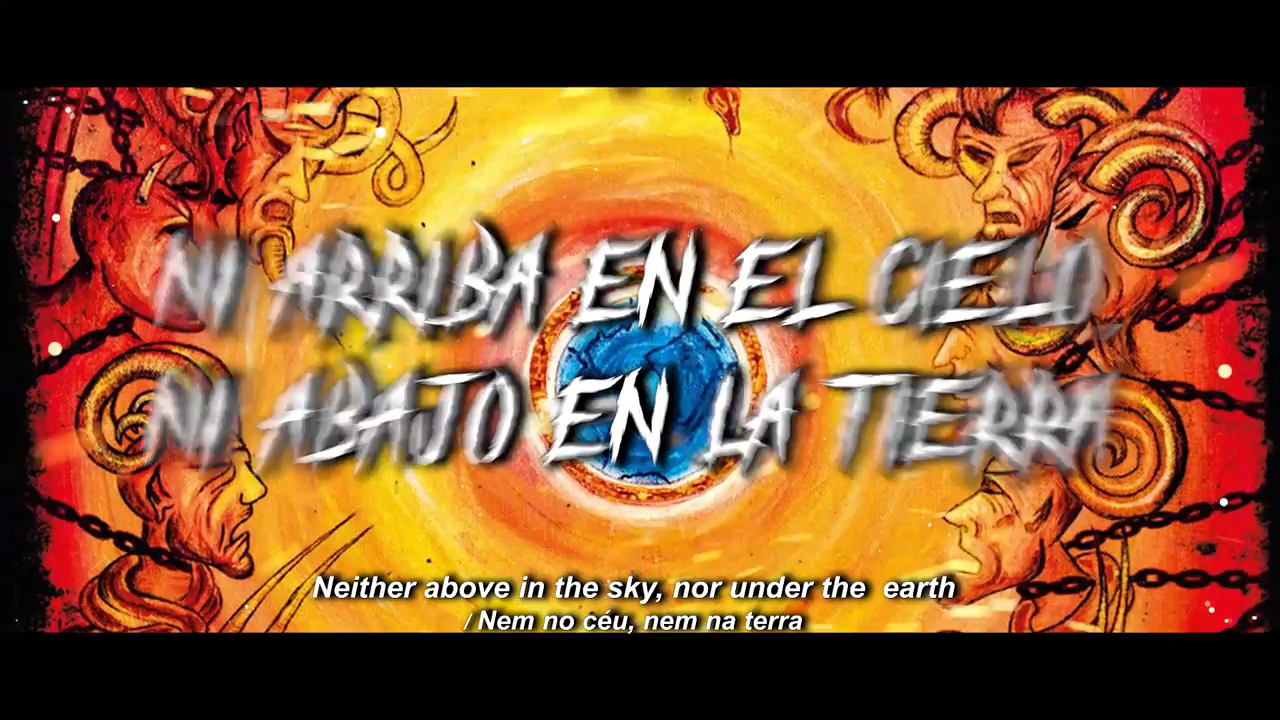 NI ARRIBA EN EL CIELO,
NI ABAJO EN LA TIERRA
Neither above in the sky, nor under the  earth
/ Nem no céu, nem na terra